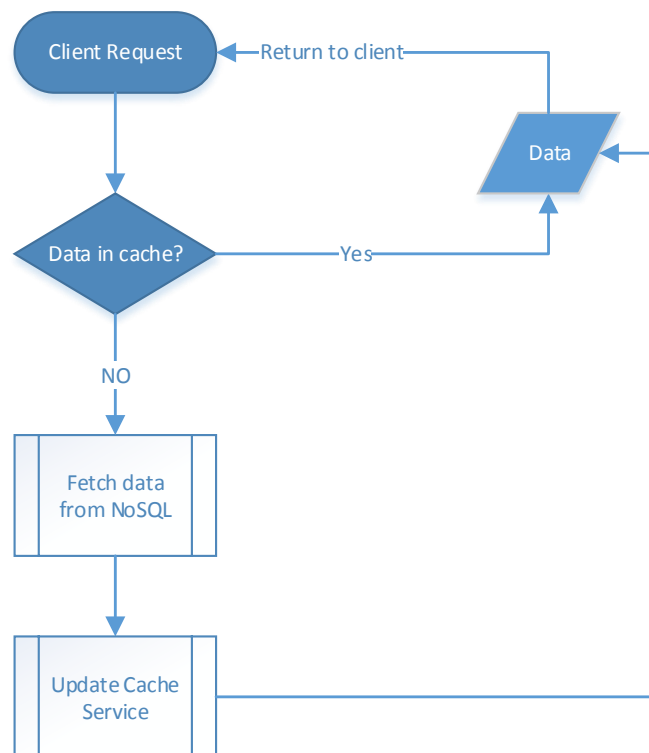 Client Request
Return to client
Data
Data in cache?
Yes
NO
Fetch data
from NoSQL
Update Cache
Service